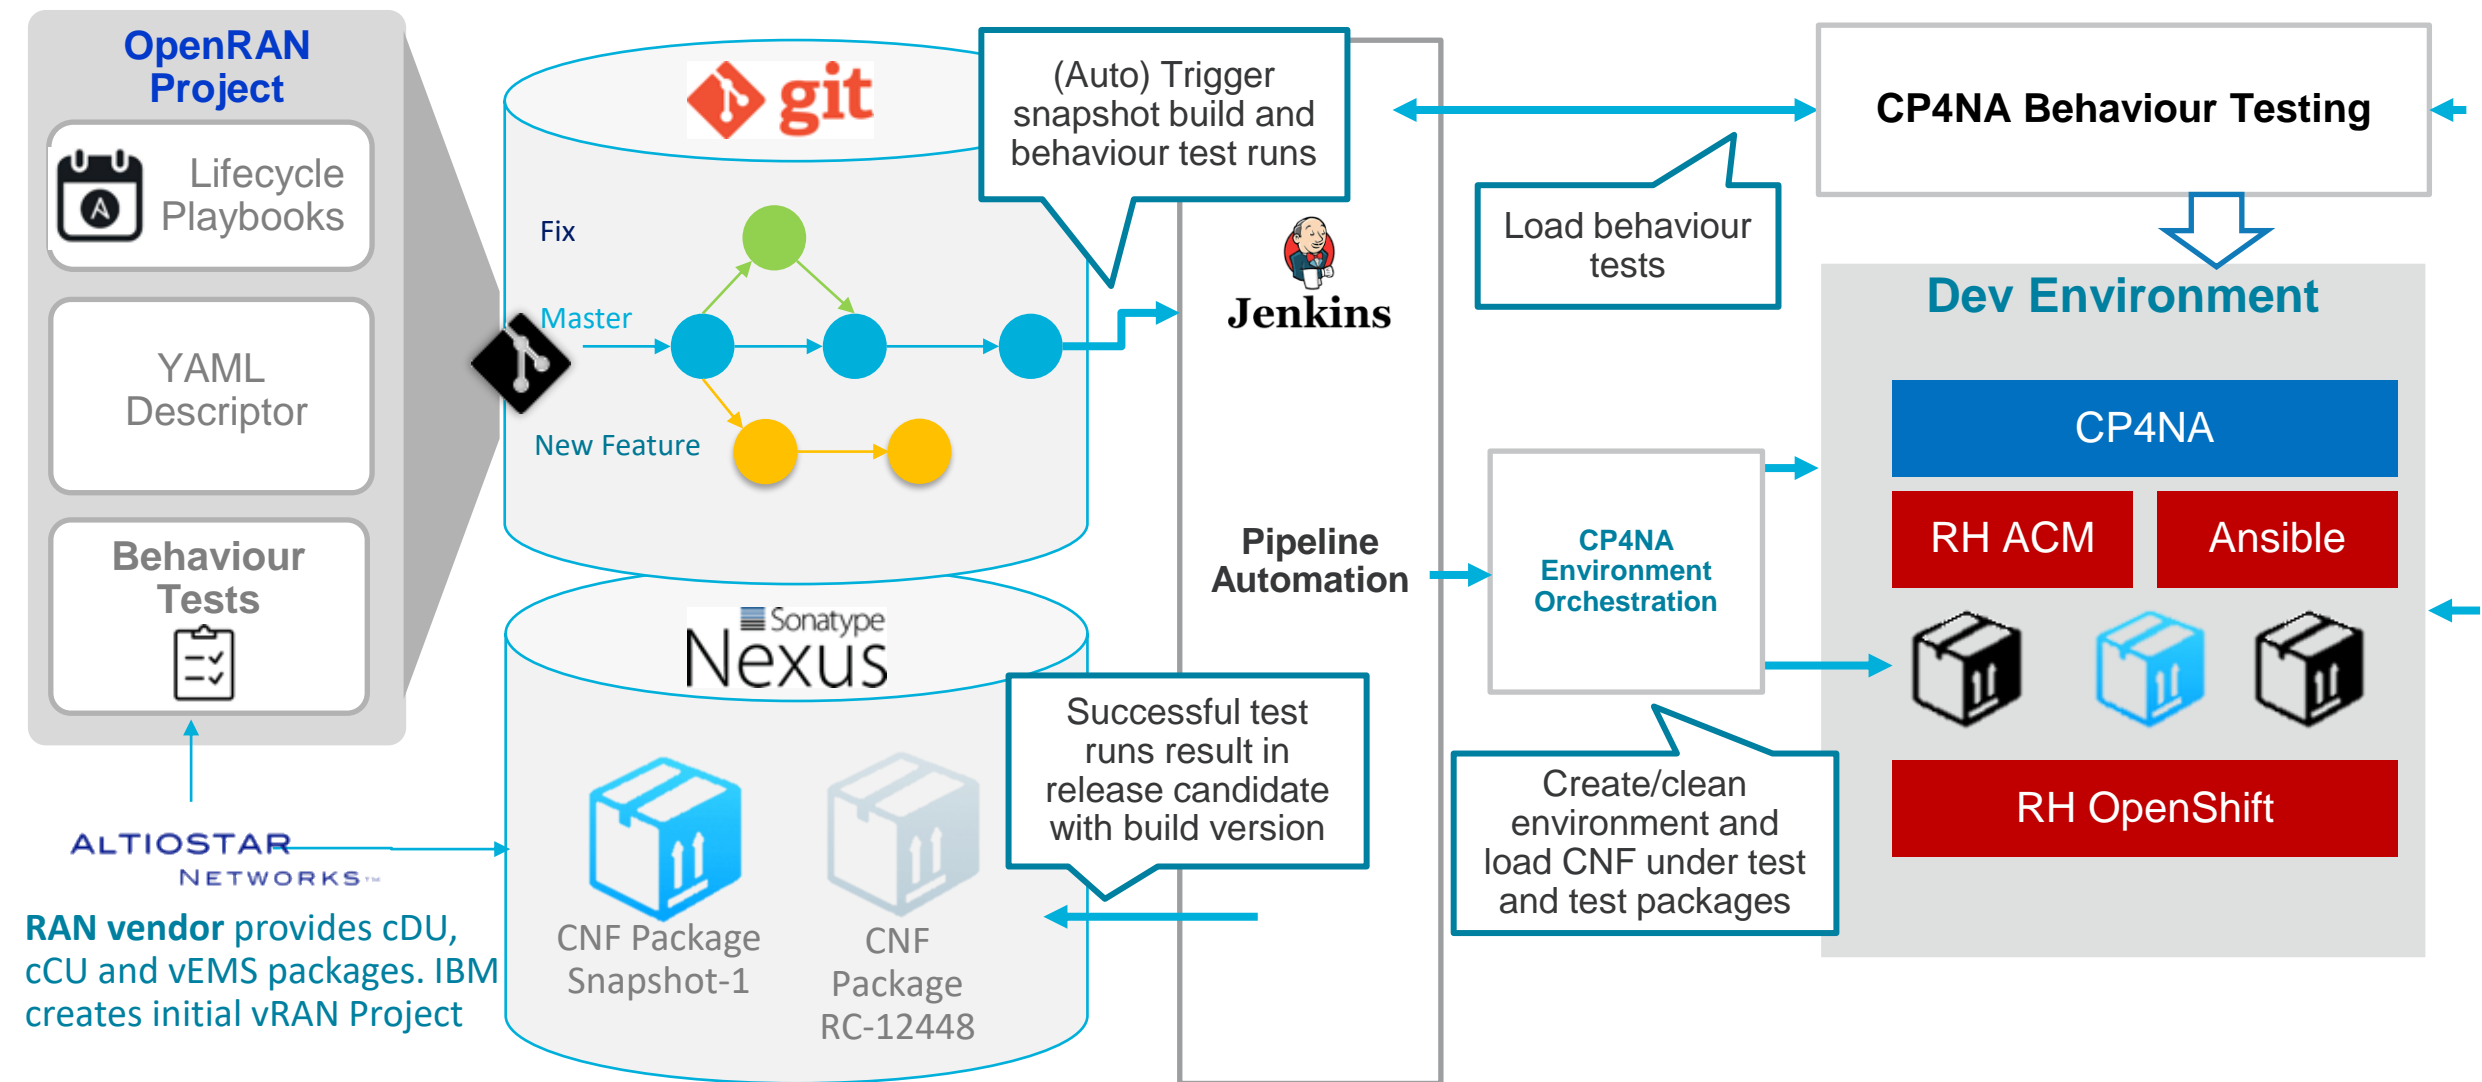 OpenRAN
Project
Lifecycle
Playbooks
YAML
Descriptor
Behaviour
Tests
ALTIOSTAR
NETWORKS™
RAN vendor provides cDU,
cCU and vEMS packages. IBM
creates initial vRAN Project
git
Fix
Master
New Feature
(Auto) Trigger
snapshot build and
behaviour test runs
Sonatype
Nexus
CNF Package
Snapshot-1
CNF
Package
RC-12448
Successful test
runs result in
release candidate
with build version
Jenkins
Pipeline
Automation
Load behaviour
tests
CP4NA
Environment
Orchestration
Create/clean
environment and
load CNF under test
and test packages
CP4NA Behaviour Testing
Dev Environment
CP4NA
RH ACM
Ansible
RH OpenShift